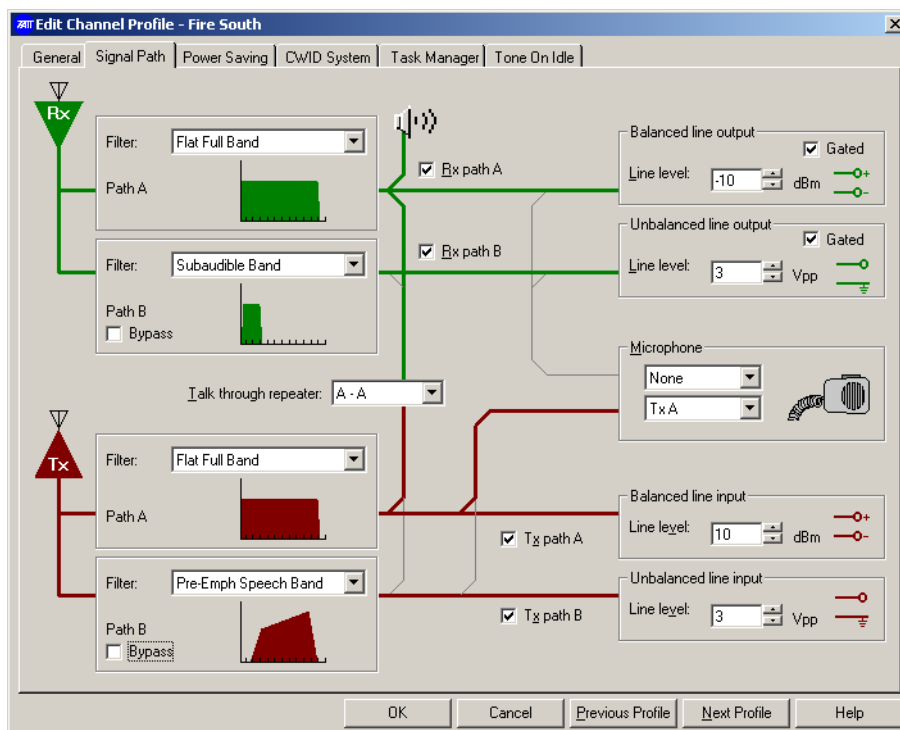 TAIT Edit Channel Profile - Fire South
General Signal Path Power Saving CWID System Task Manager Tone On Idle
Rx
Filter: Flat Full Band
Path A
Rx path A
Balanced line output
Gated
Line level: -10 dBm
Filter: Subaudible Band
Path B
Bypass
Rx path B
Unbalanced line output
Gated
Line level: 3 Vpp
Talk through repeater: A - A
Microphone
None
Tx A
Tx
Filter: Flat Full Band
Path A
Tx path A
Balanced line input
Line level: 10 dBm
Filter: Pre-Emph Speech Band
Path B
Bypass
Tx path B
Unbalanced line input
Line level: 3 Vpp
OK Cancel Previous Profile Next Profile Help